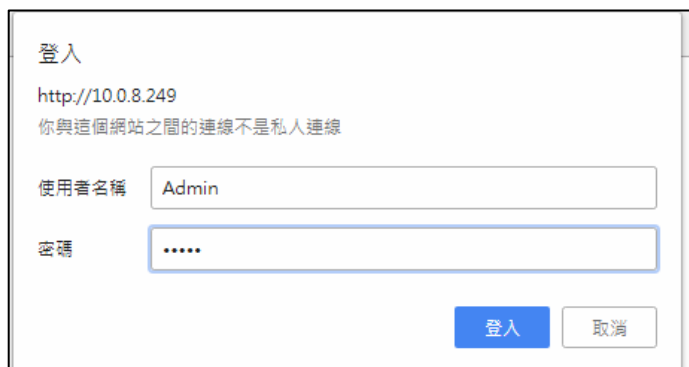 登入
http://10.0.8.249
你與這個網站之間的連線不是私人連線
使用者名稱 Admin
密碼 •••••
登入 取消